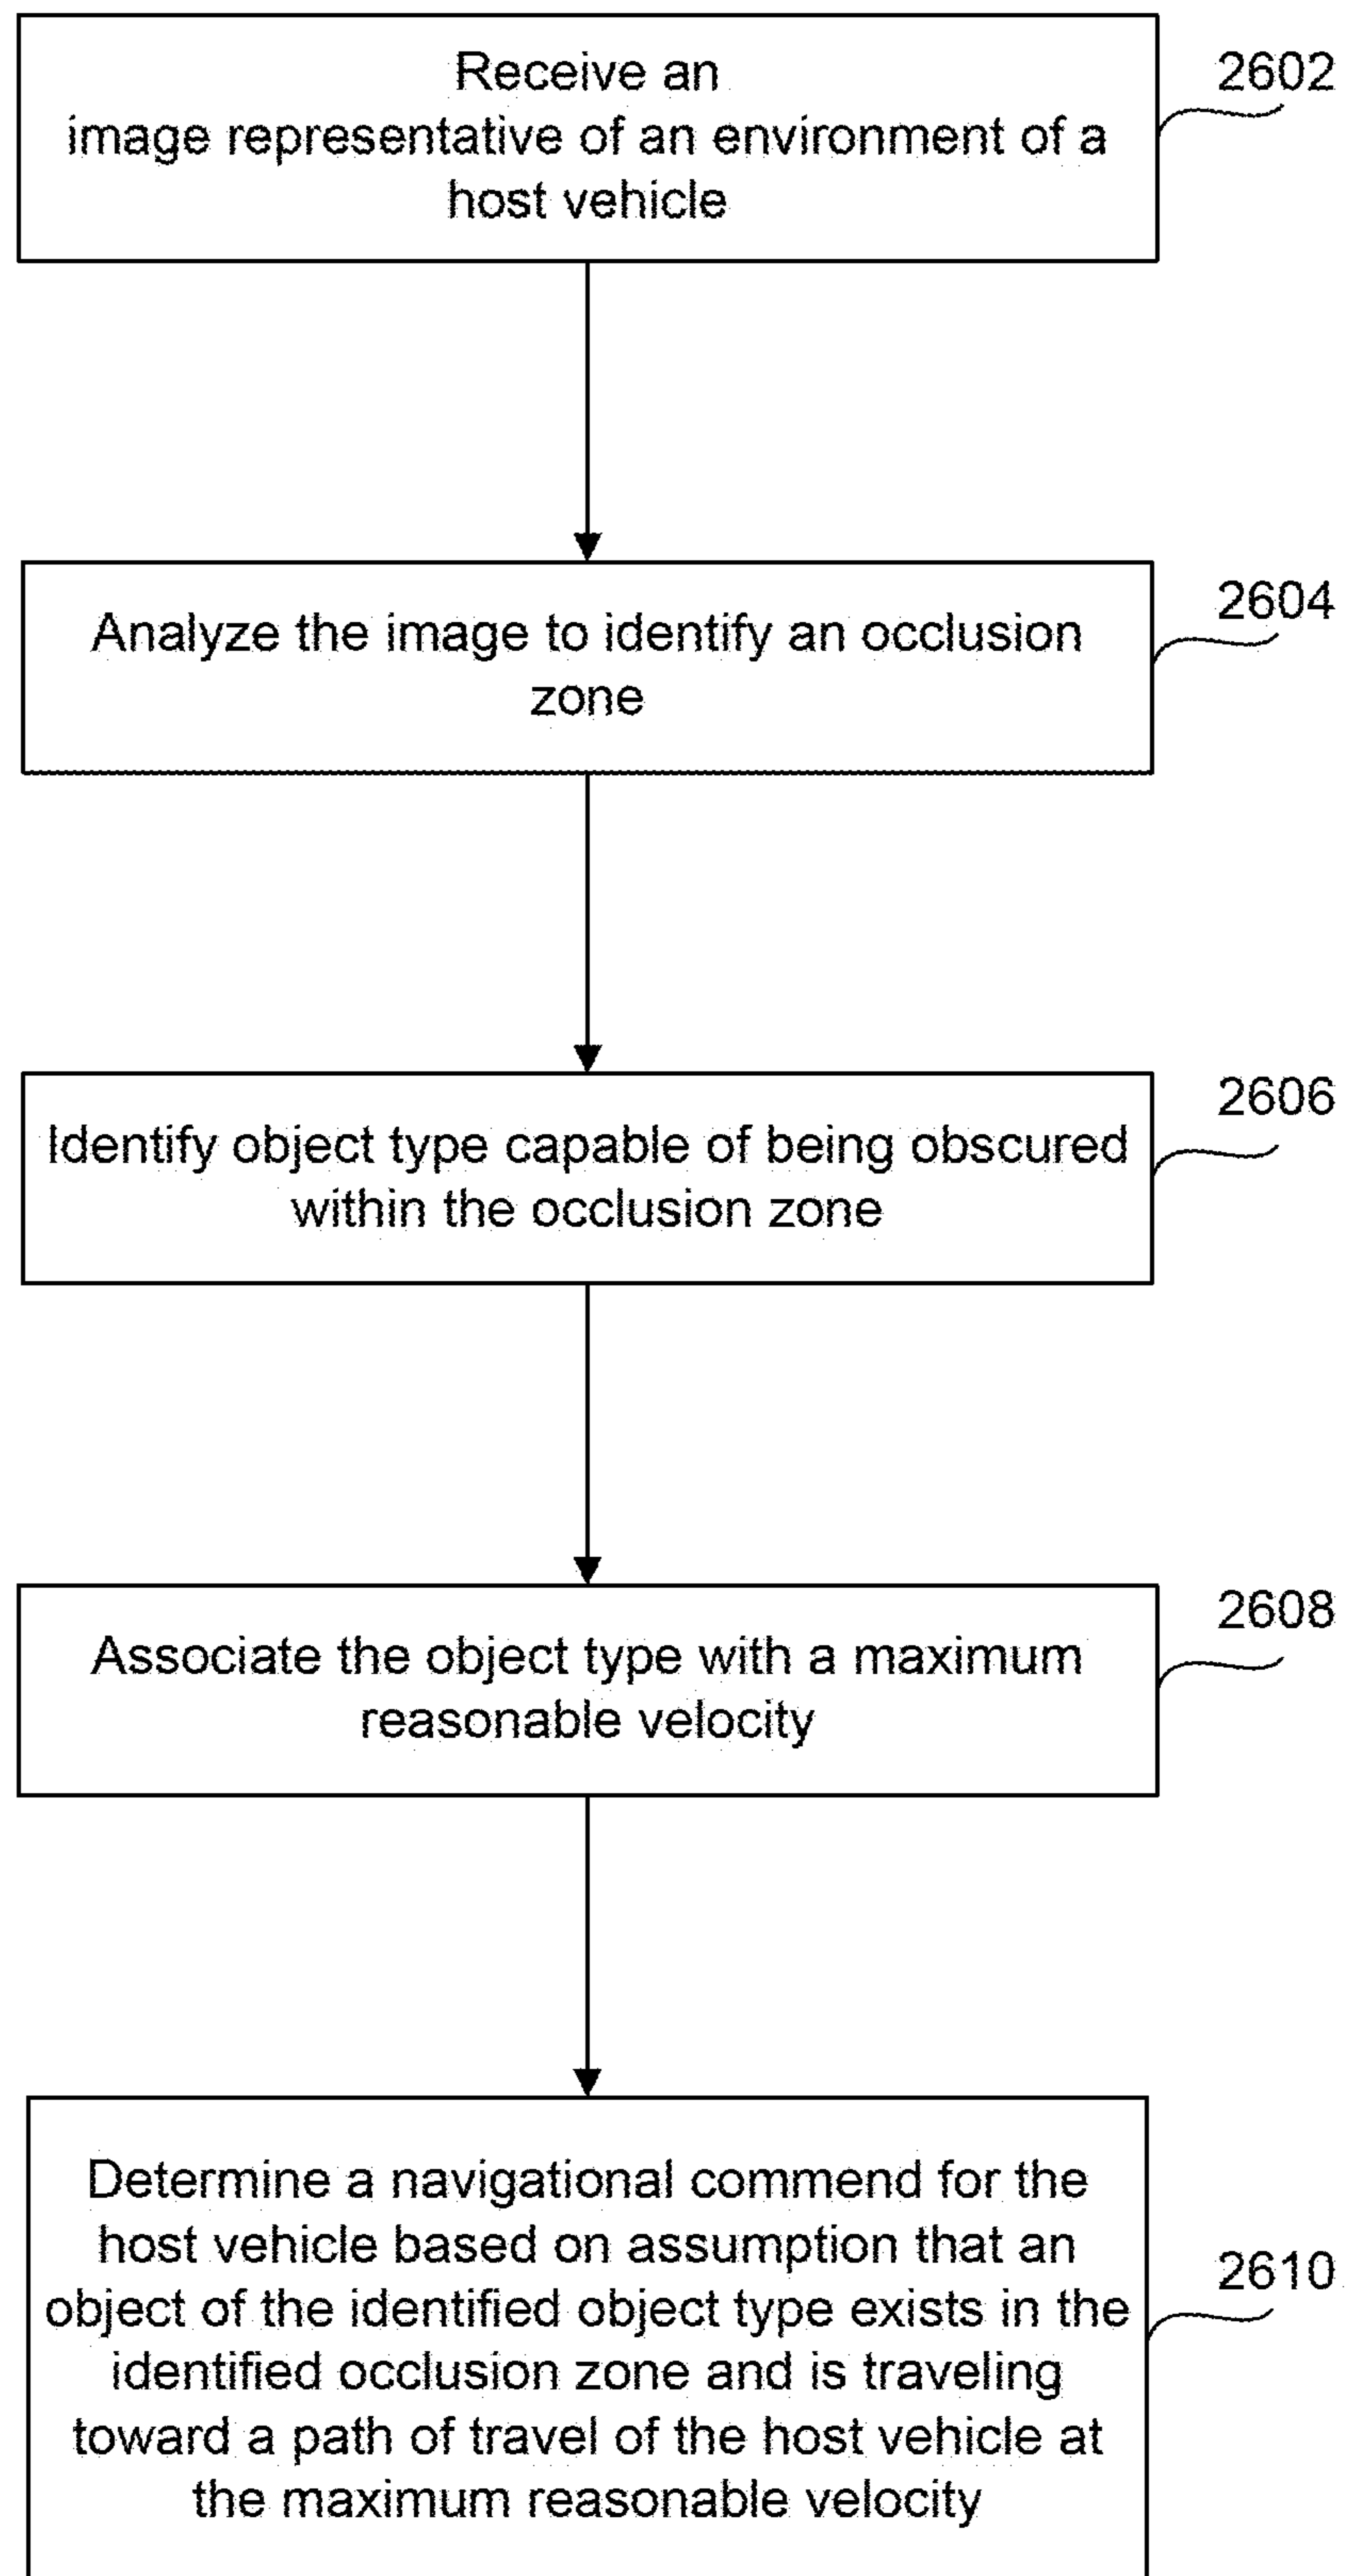 Receive an
image representative of an environment of a
host vehicle
2602
Analyze the image to identify an occlusion
zone
2604
Identify object type capable of being obscured
within the occlusion zone
2606
Associate the object type with a maximum
reasonable velocity
2608
Determine a navigational commend for the
host vehicle based on assumption that an
object of the identified object type exists in the
identified occlusion zone and is traveling
toward a path of travel of the host vehicle at
the maximum reasonable velocity
2610